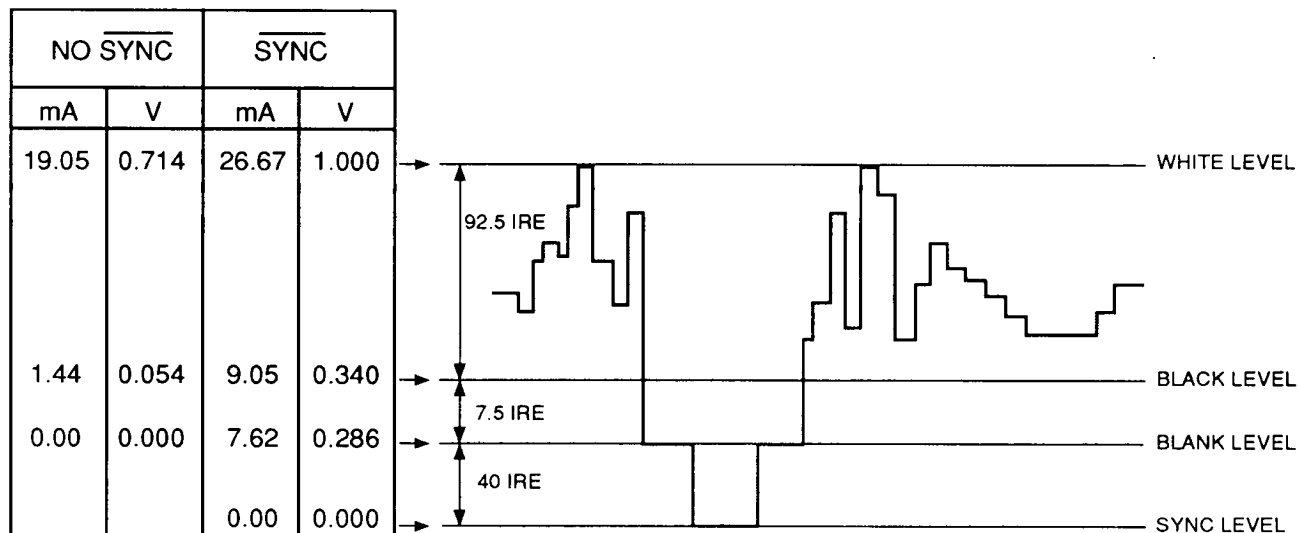 NO S̅Y̅N̅C̅ S̅Y̅N̅C̅
mA V mA V
19.05 0.714 26.67 1.000 WHITE LEVEL
92.5 IRE
1.44 0.054 9.05 0.340 BLACK LEVEL
7.5 IRE
0.00 0.000 7.62 0.286 BLANK LEVEL
40 IRE
0.00 0.000 SYNC LEVEL